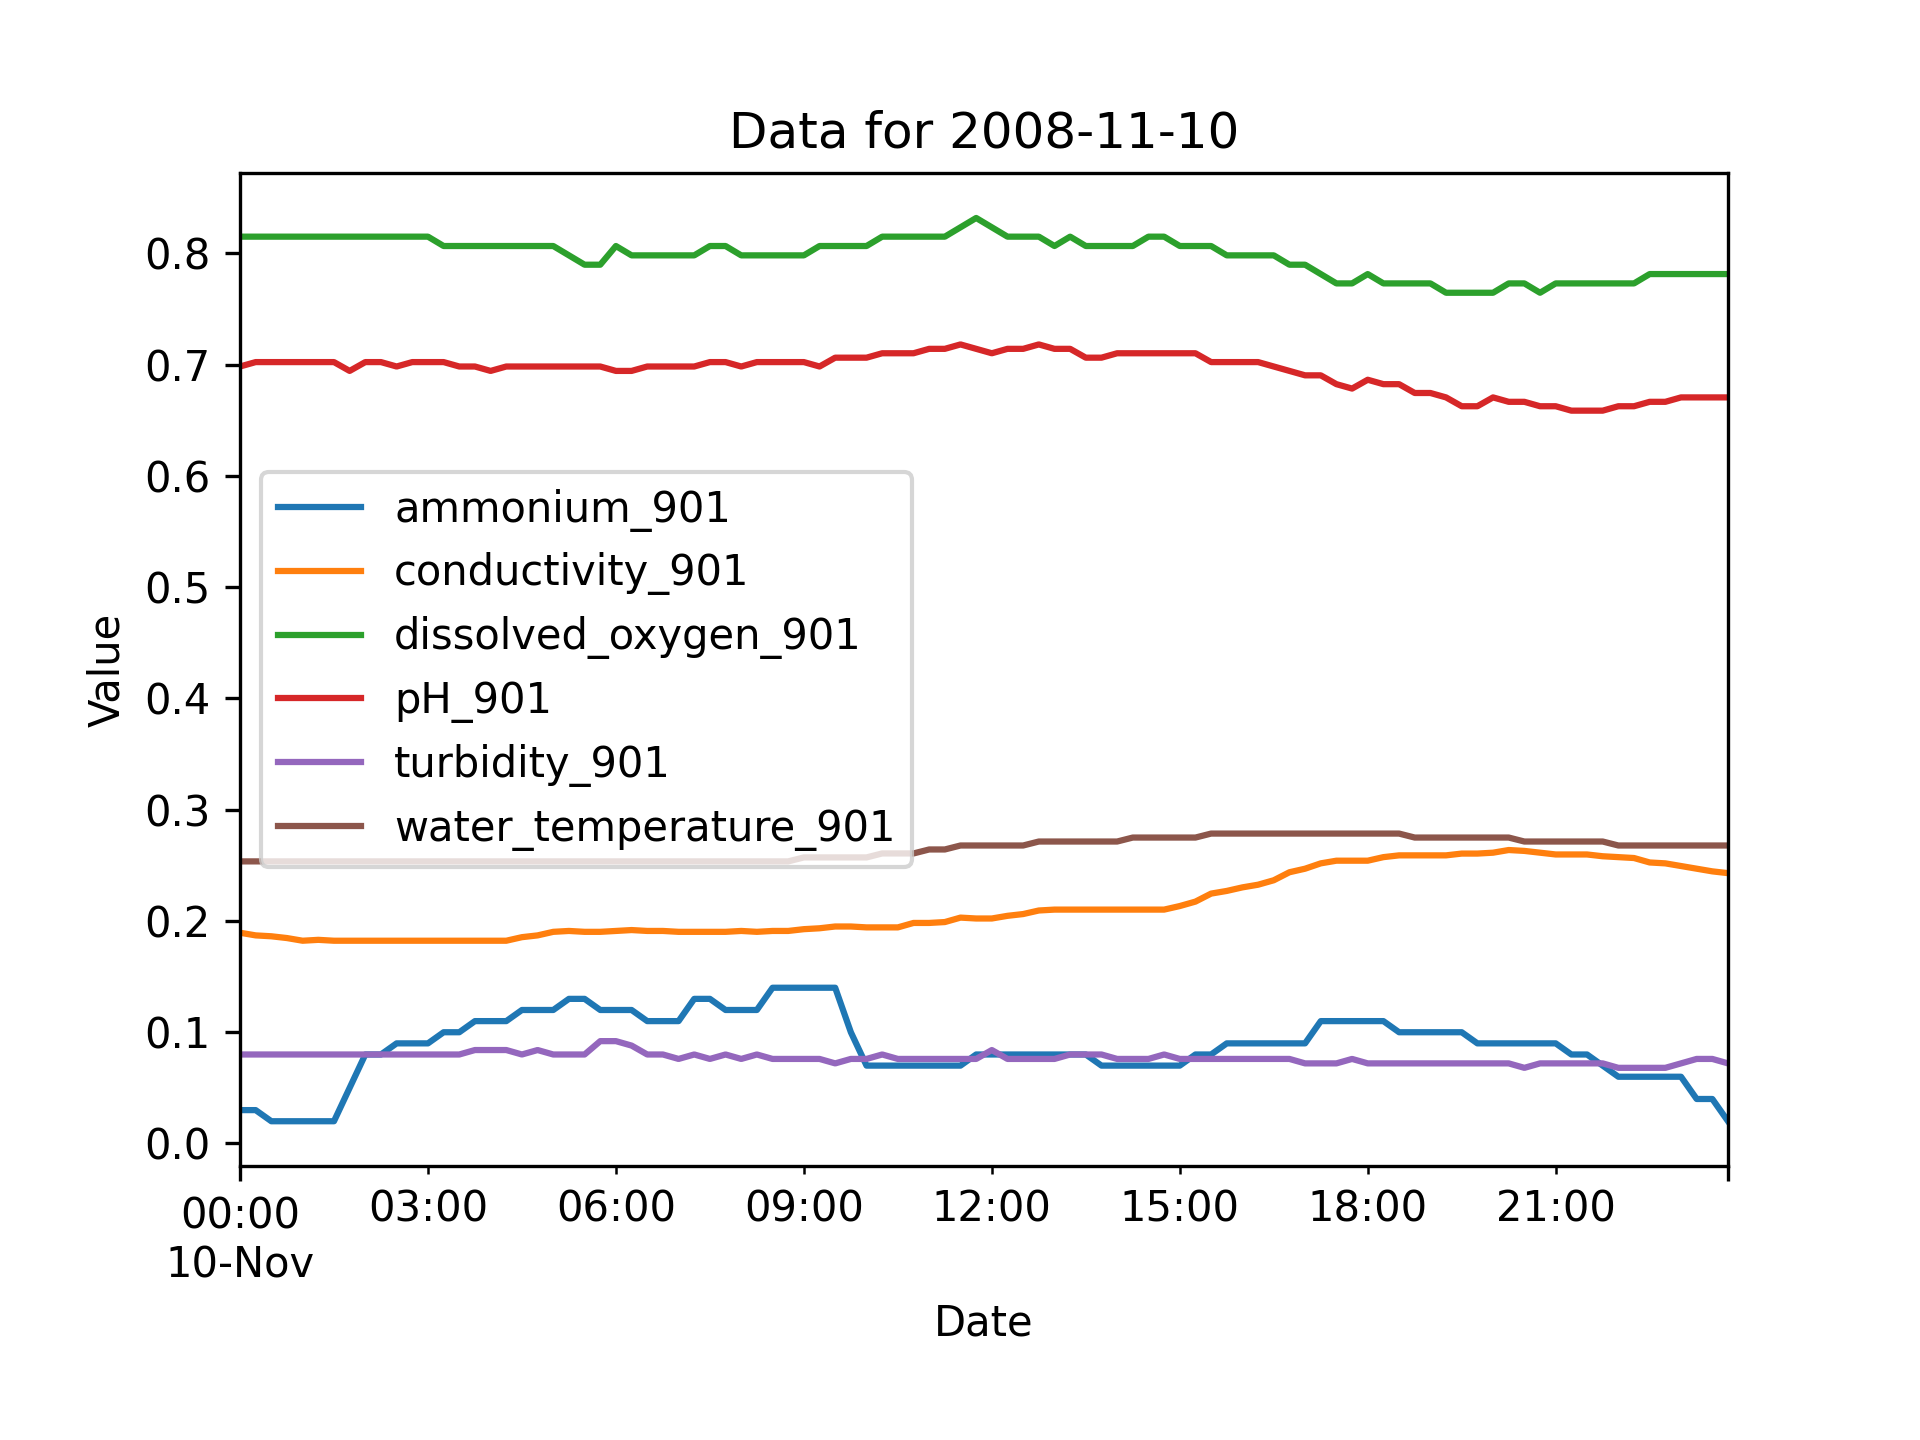 Data for 2008-11-10
Value
0.8
0.7
0.6
0.5
0.4
0.3
0.2
0.1
0.0
ammonium_901
conductivity_901
dissolved_oxygen_901
pH_901
turbidity_901
water_temperature_901
00:00 03:00 06:00 09:00 12:00 15:00 18:00 21:00
10-Nov
Date